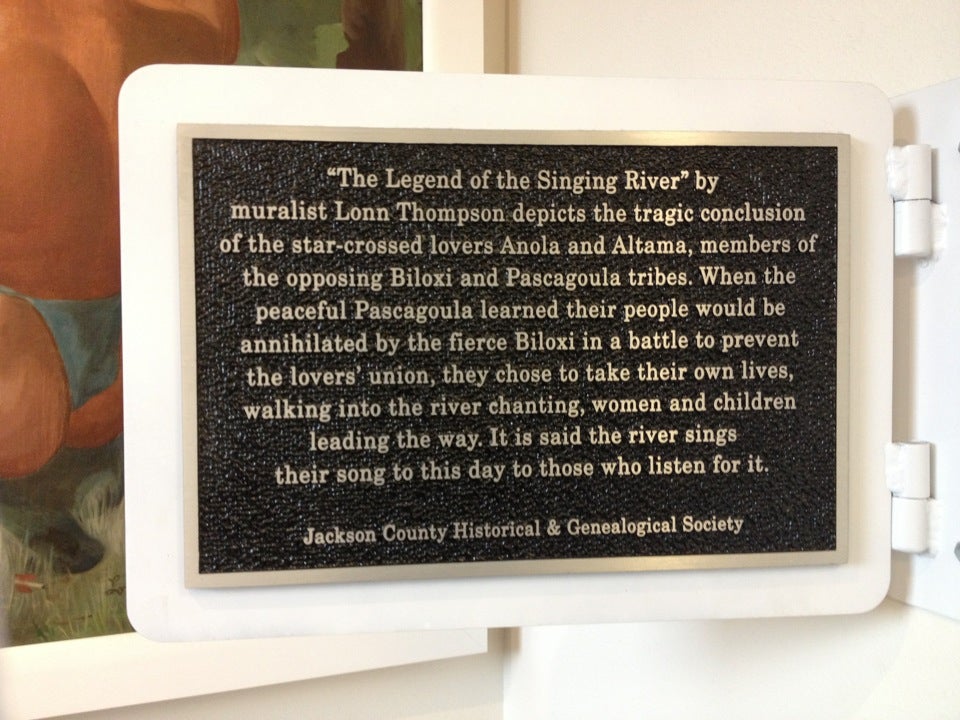 “The Legend of the Singing River” by
muralist Lonn Thompson depicts the tragic conclusion
of the star-crossed lovers Anola and Altama, members of
the opposing Biloxi and Pascagoula tribes. When the
peaceful Pascagoula learned their people would be
annihilated by the fierce Biloxi in a battle to prevent
the lovers’ union, they chose to take their own lives,
walking into the river chanting, women and children
leading the way. It is said the river sings
their song to this day to those who listen for it.
Jackson County Historical & Genealogical Society